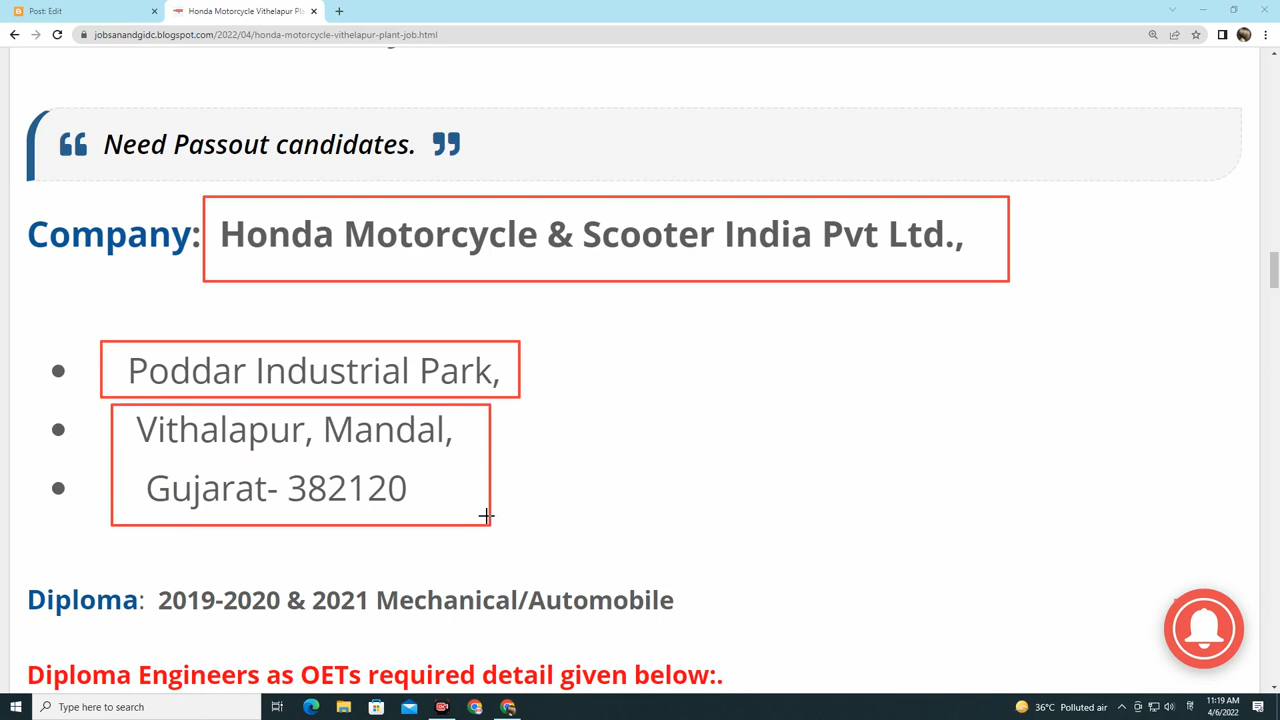 Post: Edit
Honda Motorcycle Vithelapur Pla
jobsanandgidc.blogspot.com/2022/04/honda-motorcycle-vithelapur-plant-job.html
Need Passout candidates.
Company: Honda Motorcycle & Scooter India Pvt Ltd.,
Poddar Industrial Park,
Vithalapur, Mandal,
Gujarat- 382120
Diploma: 2019-2020 & 2021 Mechanical/Automobile
Diploma Engineers as OETs required detail given below:.
Type here to search
36°C Polluted air
11:19 AM
4/6/2022